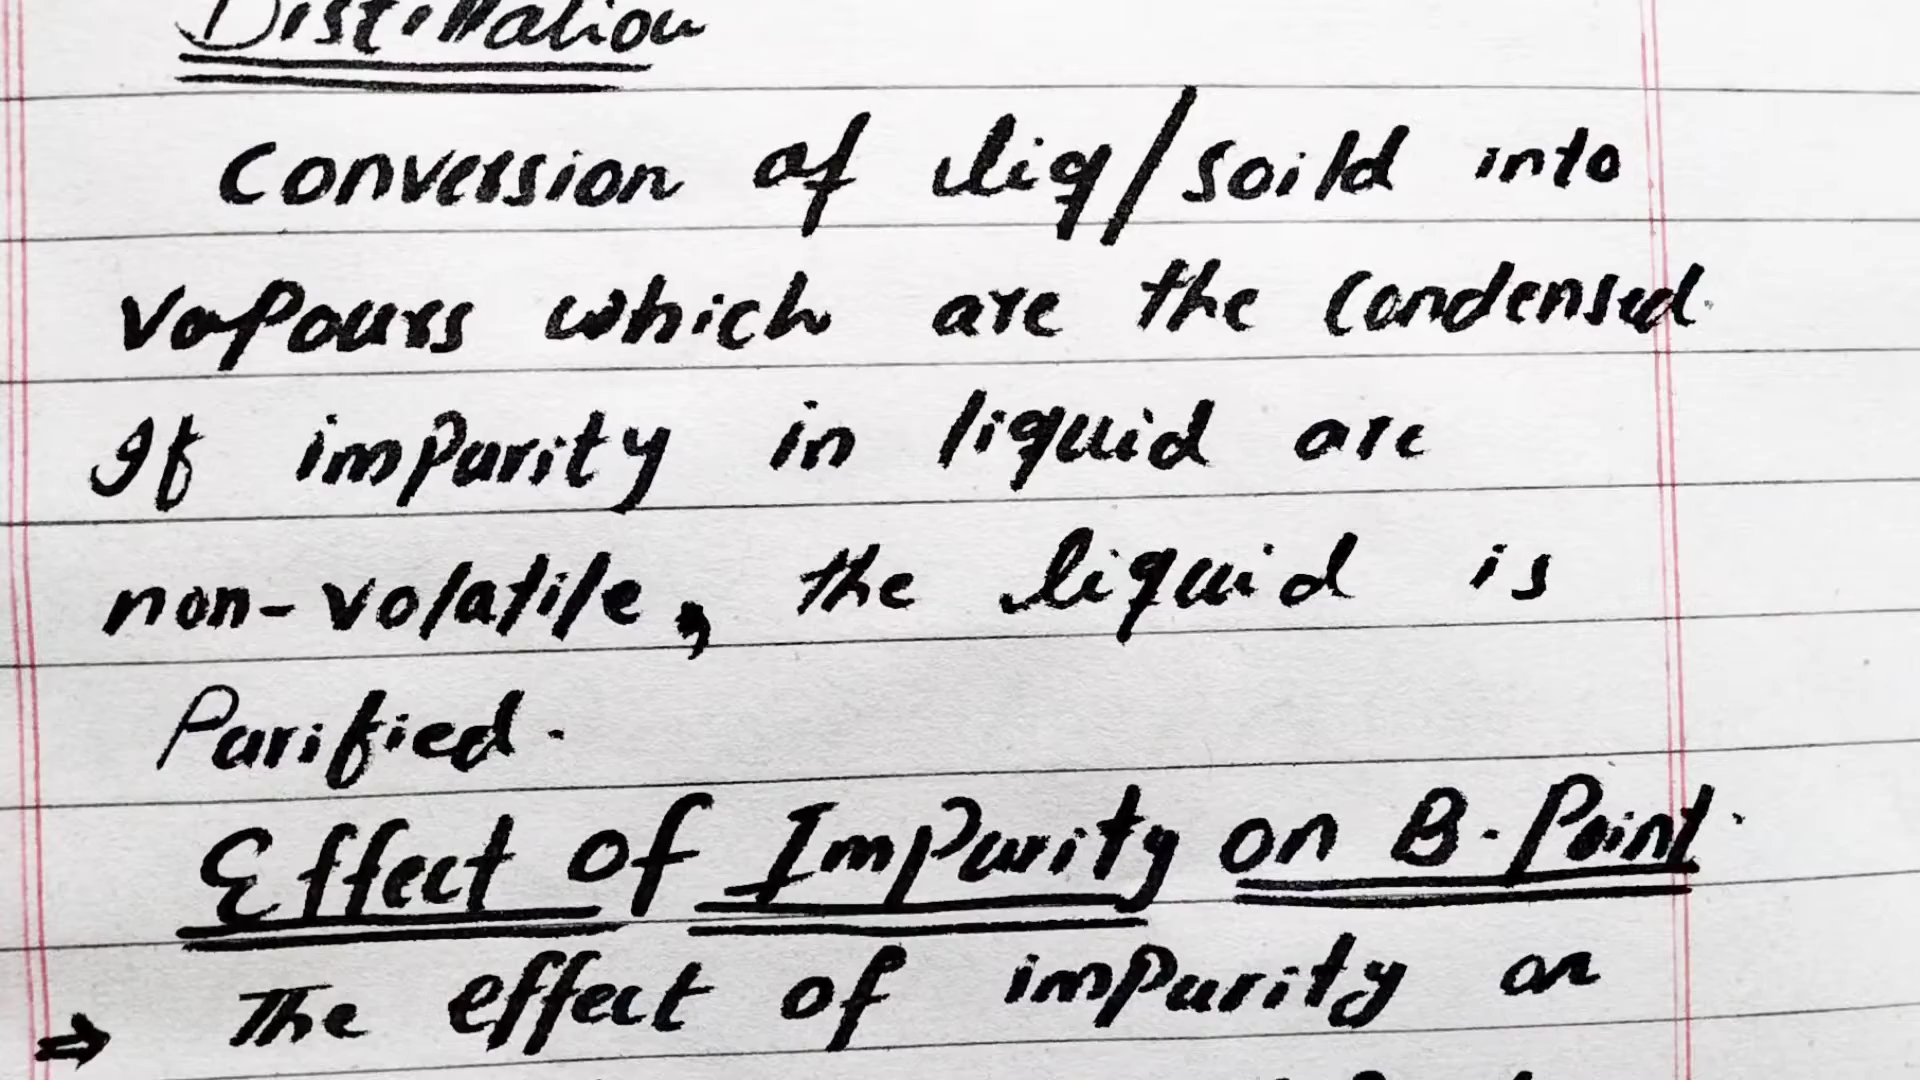 Distillation
Conversion of liq/soild into
vapours which are the condensed.
If impurity in liquid are
non-volatile, the liquid is
Purified.
Effect of Impurity on B.Point.
⇒ The effect of impurity on